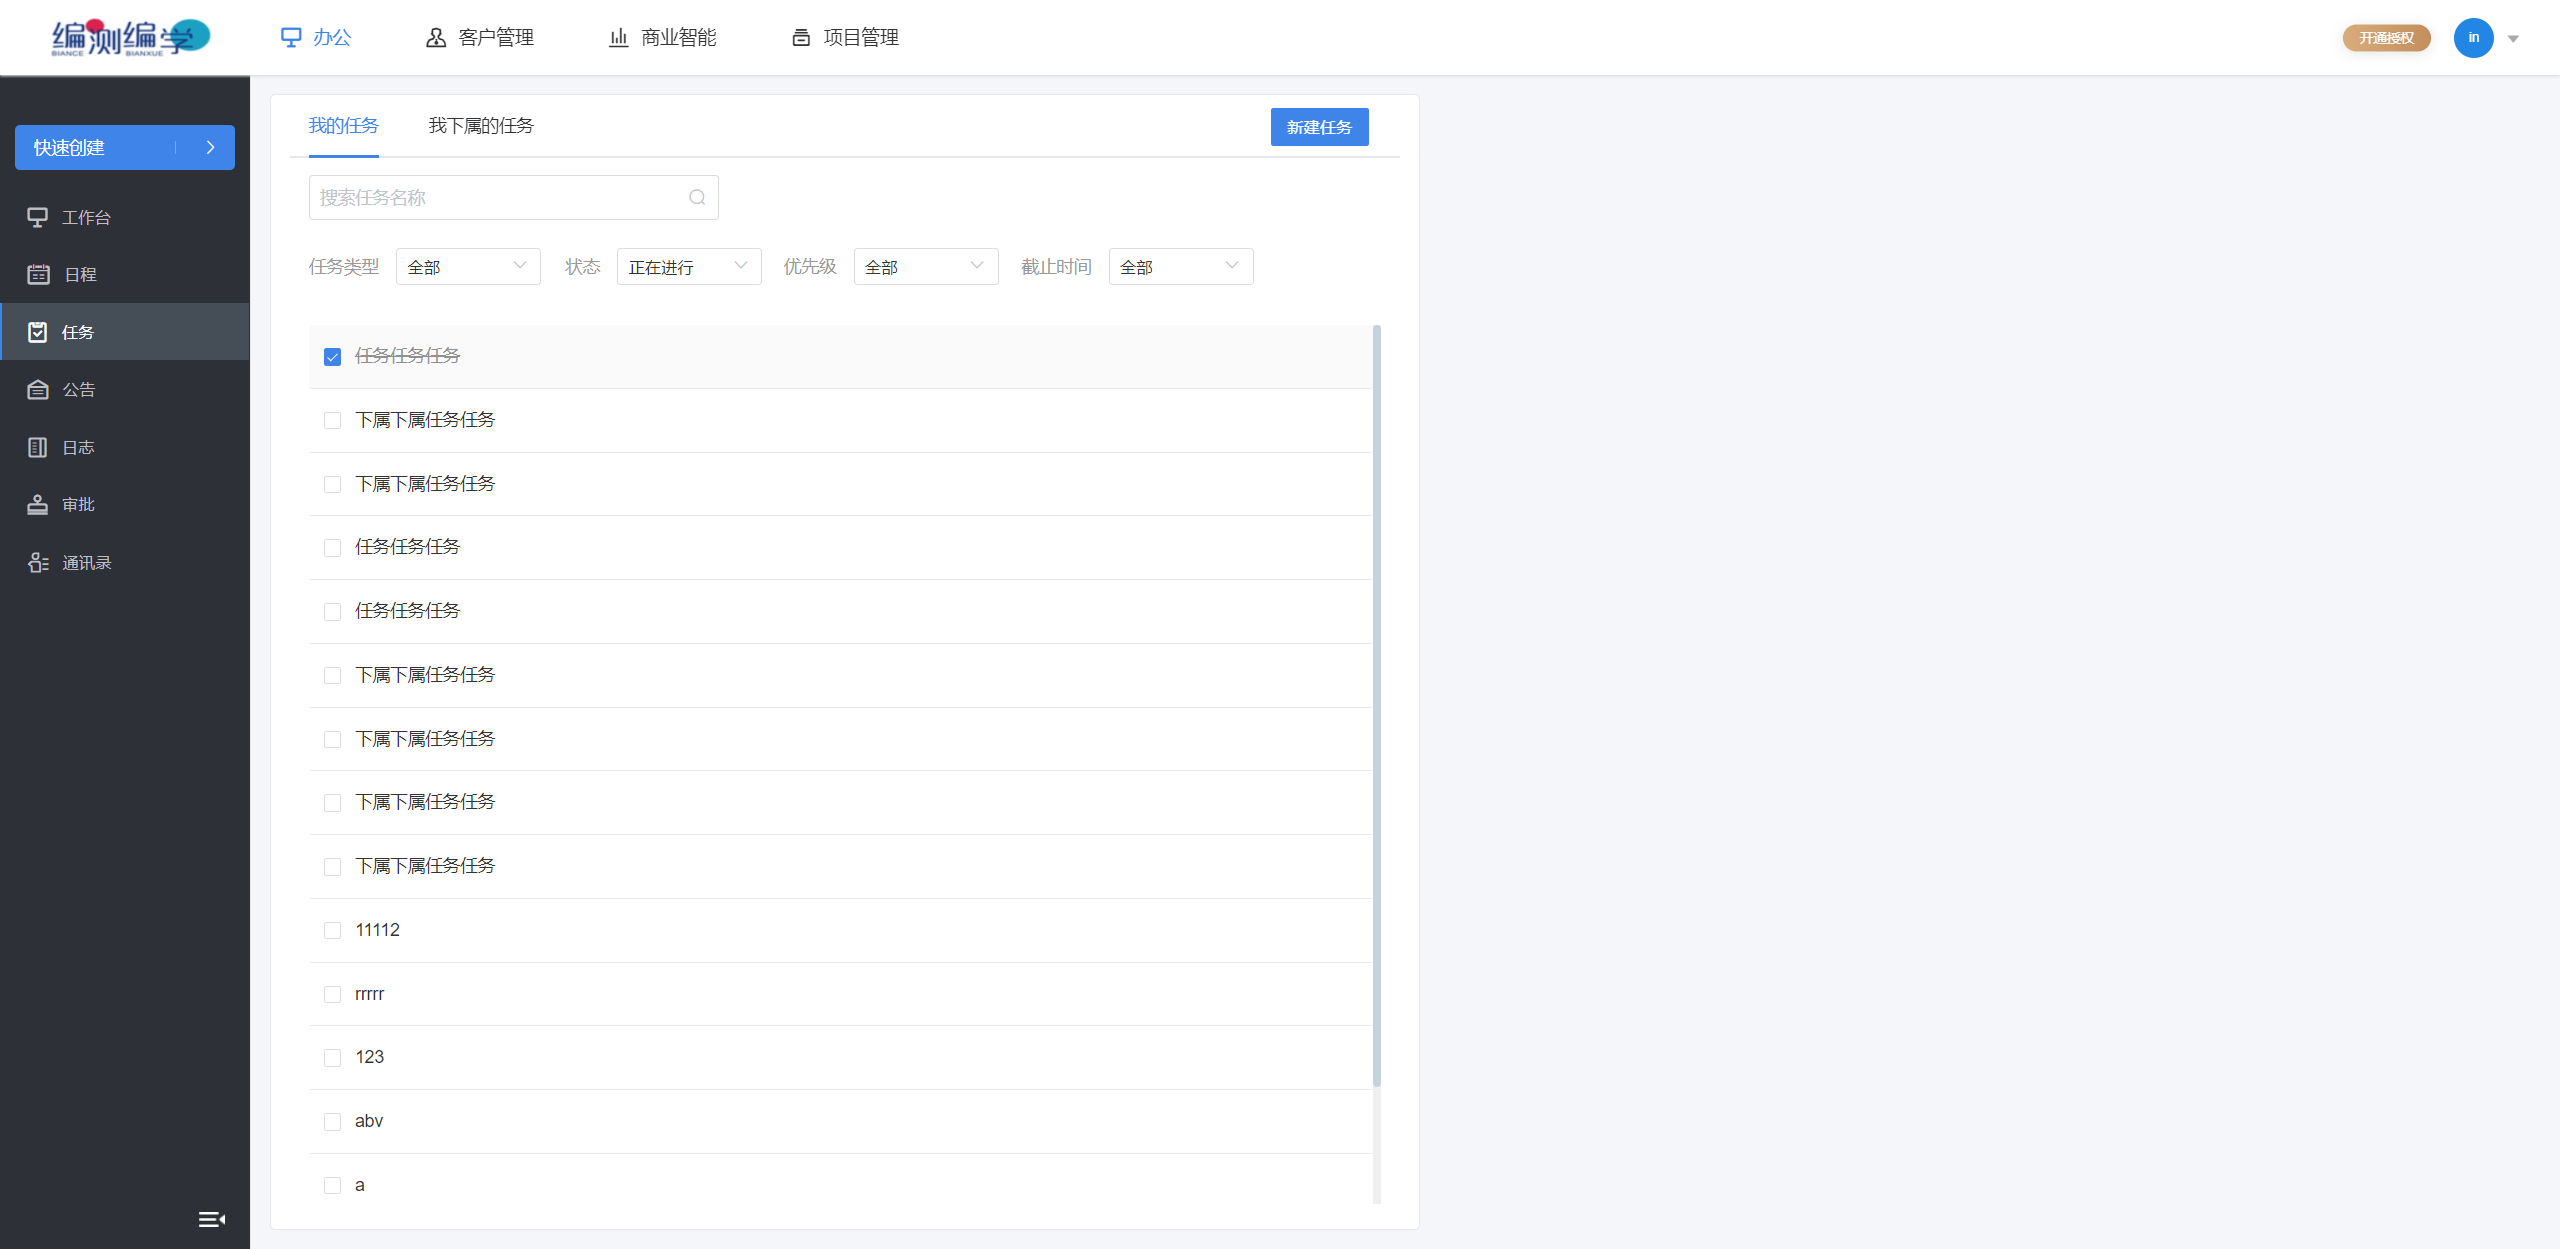 编测编学
BIANCE BIANXUE
办公
客户管理
商业智能
项目管理
开通授权
in
快速创建
工作台
日程
任务
公告
日志
审批
通讯录
我的任务
我下属的任务
新建任务
搜索任务名称
任务类型 全部
状态 正在进行
优先级 全部
截止时间 全部
任务任务任务
下属下属任务任务
下属下属任务任务
任务任务任务
任务任务任务
下属下属任务任务
下属下属任务任务
下属下属任务任务
下属下属任务任务
11112
rrrrr
123
abv
a